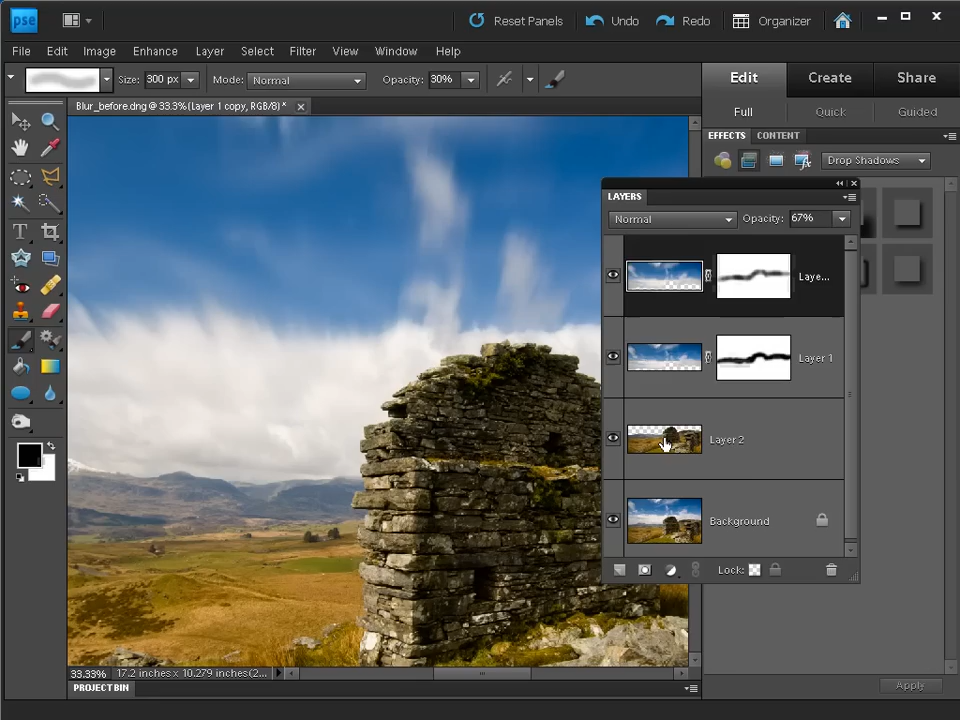 pse
Reset Panels
Undo
Redo
Organizer
File Edit Image Enhance Layer Select Filter View Window Help
Size: 300 px Mode: Normal Opacity: 30%
Edit Create Share
Blur_before.dng @ 33.3%(Layer 1 copy, RGB/8)*
Full Quick Guided
EFFECTS CONTENT
Drop Shadows
LAYERS
Normal Opacity: 67%
Laye...
Layer 1
Layer 2
Background
Lock:
33.33% 17.2 inches x 10.279 inches(2...
PROJECT BIN
Apply